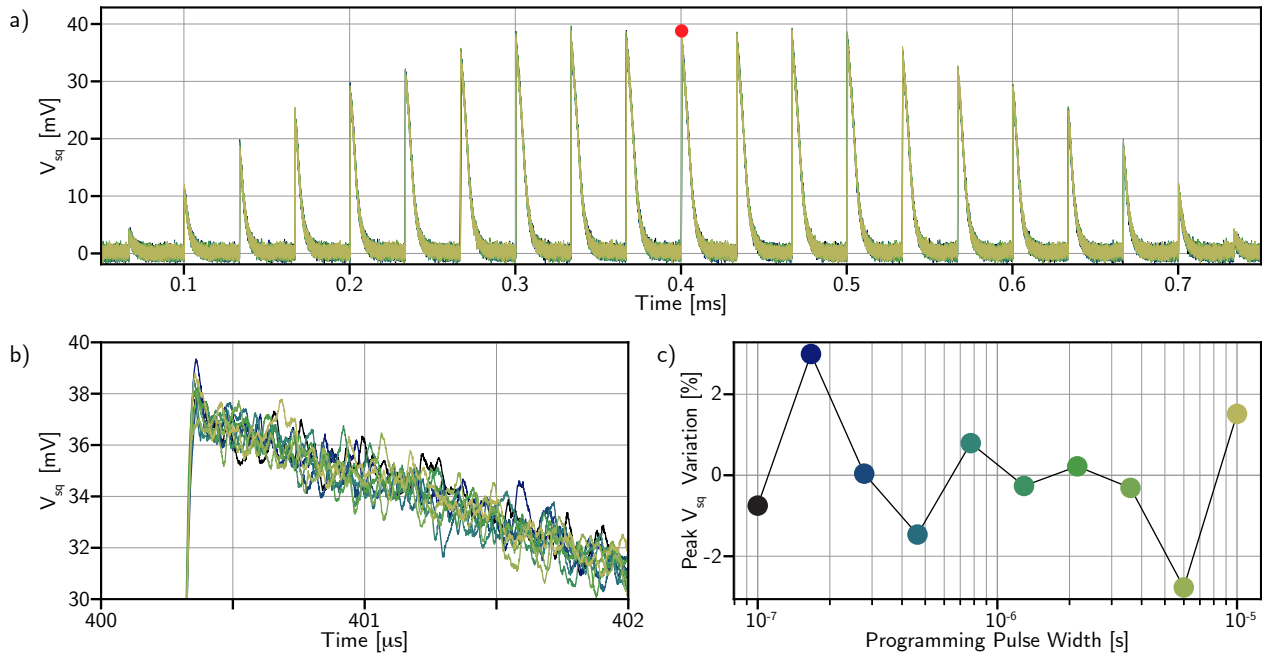 a)
V_sq [mV]
40
30
20
10
0
0.1 0.2 0.3 0.4 0.5 0.6 0.7
Time [ms]
b)
V_sq [mV]
40
38
36
34
32
30
400 401 402
Time [μs]
c)
Peak V_sq Variation [%]
2
0
-2
10^-7 10^-6 10^-5
Programming Pulse Width [s]